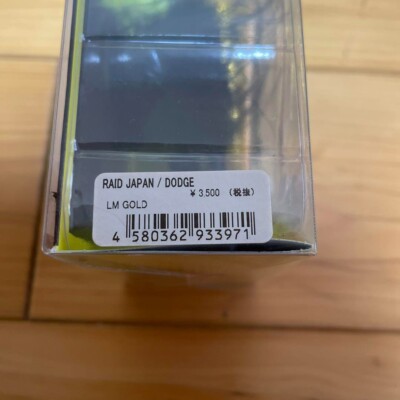 RAID JAPAN / DODGE
￥3,500 （税抜）
LM GOLD
4 580362 933971